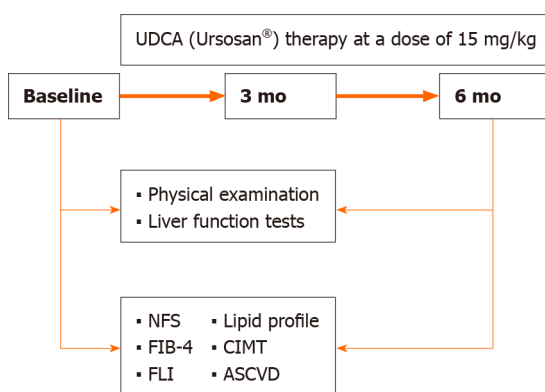 UDCA (Ursosan®) therapy at a dose of 15 mg/kg
Baseline
3 mo
6 mo
▪ Physical examination
▪ Liver function tests
▪ NFS ▪ Lipid profile
▪ FIB-4 ▪ CIMT
▪ FLI ▪ ASCVD